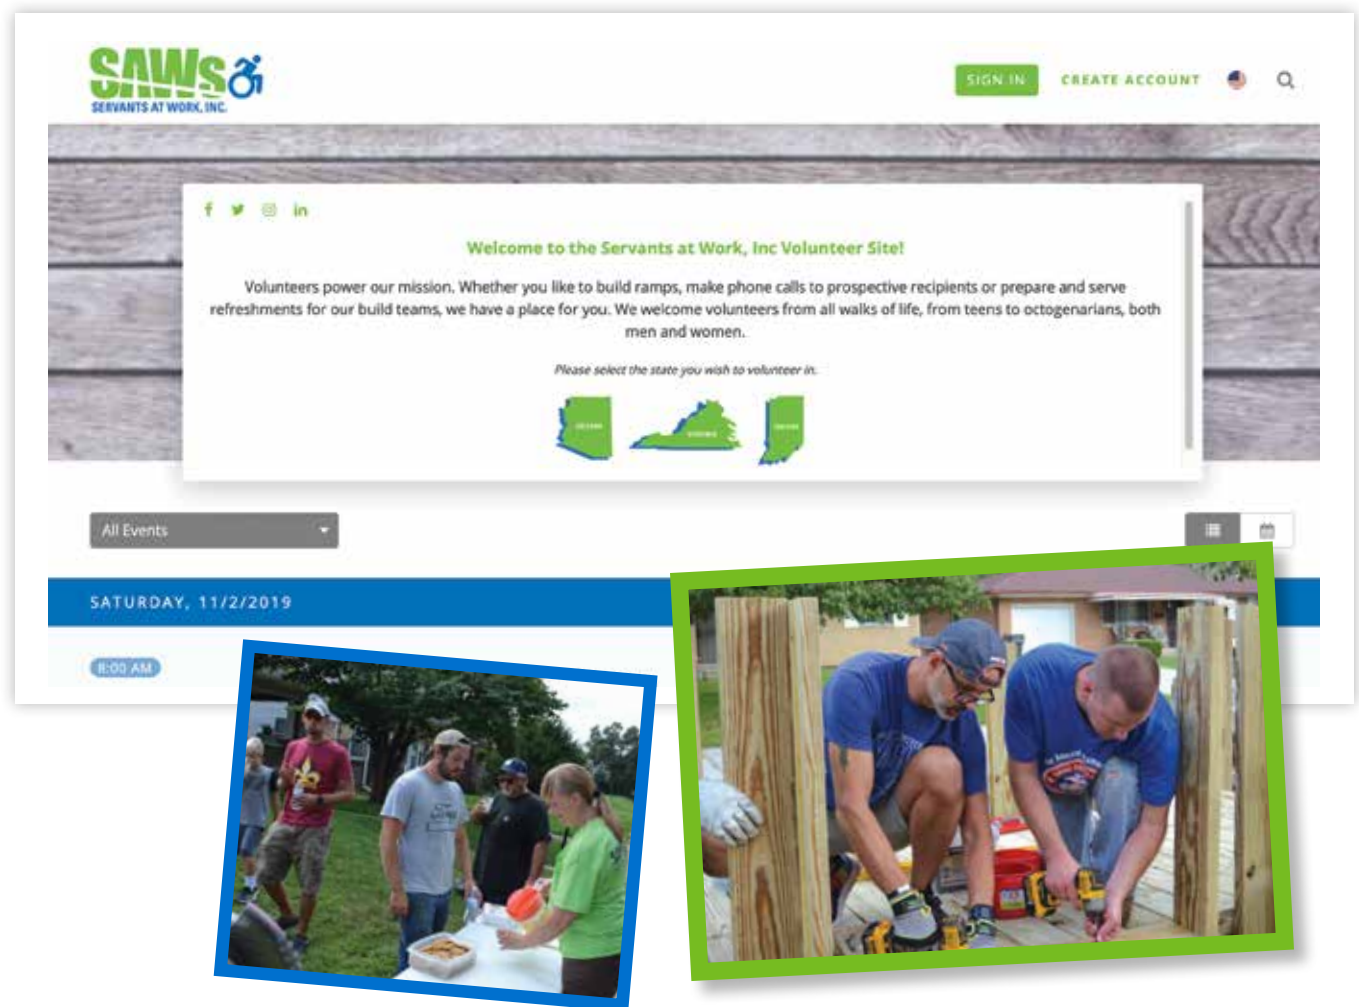 SAWs
SERVANTS AT WORK, INC.
SIGN IN
CREATE ACCOUNT
Welcome to the Servants at Work, Inc Volunteer Site!
Volunteers power our mission. Whether you like to build ramps, make phone calls to prospective recipients or prepare and serve
refreshments for our build teams, we have a place for you. We welcome volunteers from all walks of life, from teens to octogenarians, both
men and women.
Please select the state you wish to volunteer in.
All Events
SATURDAY, 11/2/2019
8:00 AM